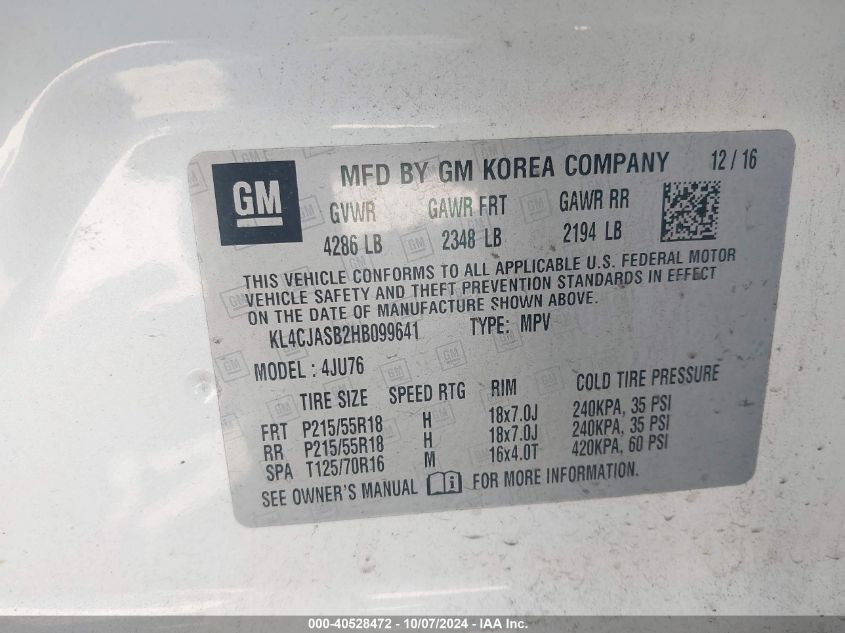 GM
MFD BY GM KOREA COMPANY 12 / 16
GVWR GAWR FRT GAWR RR
4286 LB 2348 LB 2194 LB
THIS VEHICLE CONFORMS TO ALL APPLICABLE U.S. FEDERAL MOTOR
VEHICLE SAFETY AND THEFT PREVENTION STANDARDS IN EFFECT
ON THE DATE OF MANUFACTURE SHOWN ABOVE.
KL4CJASB2HB099641 TYPE: MPV
MODEL: 4JU76
TIRE SIZE SPEED RTG RIM COLD TIRE PRESSURE
FRT P215/55R18 H 18x7.0J 240KPA, 35 PSI
RR P215/55R18 H 18x7.0J 240KPA, 35 PSI
SPA T125/70R16 M 16x4.0T 420KPA, 60 PSI
SEE OWNER'S MANUAL i FOR MORE INFORMATION.
000-40528472 - 10/07/2024 - IAA Inc.